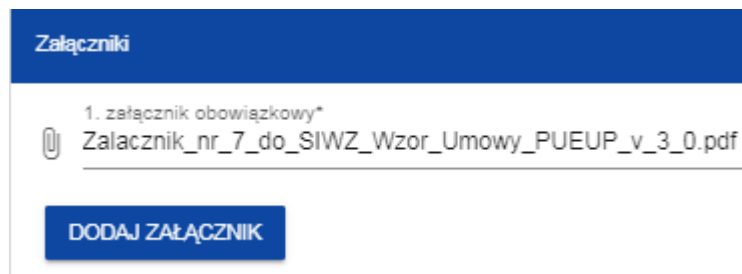 Załączniki
1. załącznik obowiązkowy*
Zalacznik_nr_7_do_SIWZ_Wzor_Umowy_PUEUP_v_3_0.pdf
DODAJ ZAŁĄCZNIK